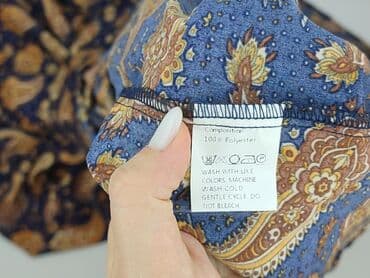 Composition
100% Polyester
WASH WITH LIKE
COLORS, MACHINE
WASH COLD
GENTLE CYCLE. DO
NOT BLEACH.